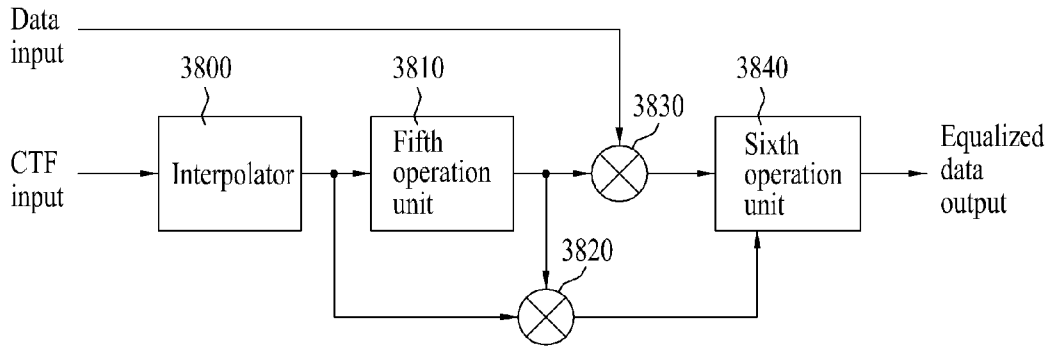 Data
input
3800
3810
3840
3830
CTF
input
Interpolator
Fifth
operation
unit
Sixth
operation
unit
Equalized
data
output
3820